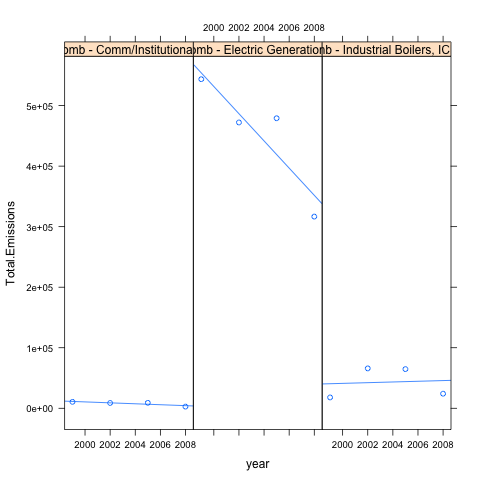 2000 2002 2004 2006 2008
omb - Comm/Institutiona omb - Electric Generation b - Industrial Boilers, IC
Total.Emissions
5e+05
4e+05
3e+05
2e+05
1e+05
0e+00
2000 2002 2004 2006 2008 2000 2002 2004 2006 2008
year